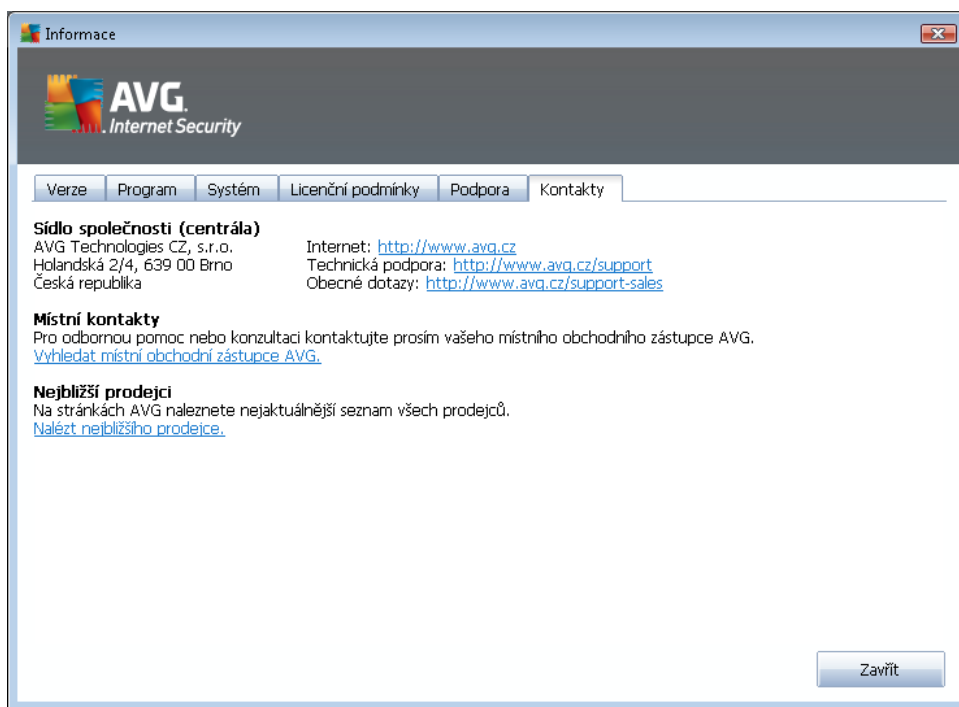 Informace
AVG.
Internet Security
Verze Program Systém Licenční podmínky Podpora Kontakty
Sídlo společnosti (centrála)
AVG Technologies CZ, s.r.o. Internet: http://www.avg.cz
Holandská 2/4, 639 00 Brno Technická podpora: http://www.avg.cz/support
Česká republika Obecné dotazy: http://www.avg.cz/support-sales
Místní kontakty
Pro odbornou pomoc nebo konzultaci kontaktujte prosím vašeho místního obchodního zástupce AVG.
Vyhledat místní obchodní zástupce AVG.
Nejbližší prodejci
Na stránkách AVG naleznete nejaktuálnější seznam všech prodejců.
Nalézt nejbližšího prodejce.
Zavřít